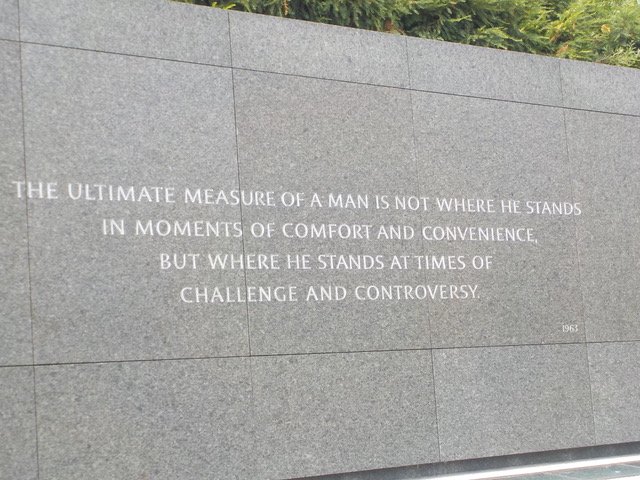 THE ULTIMATE MEASURE OF A MAN IS NOT WHERE HE STANDS
IN MOMENTS OF COMFORT AND CONVENIENCE,
BUT WHERE HE STANDS AT TIMES OF
CHALLENGE AND CONTROVERSY.
1963